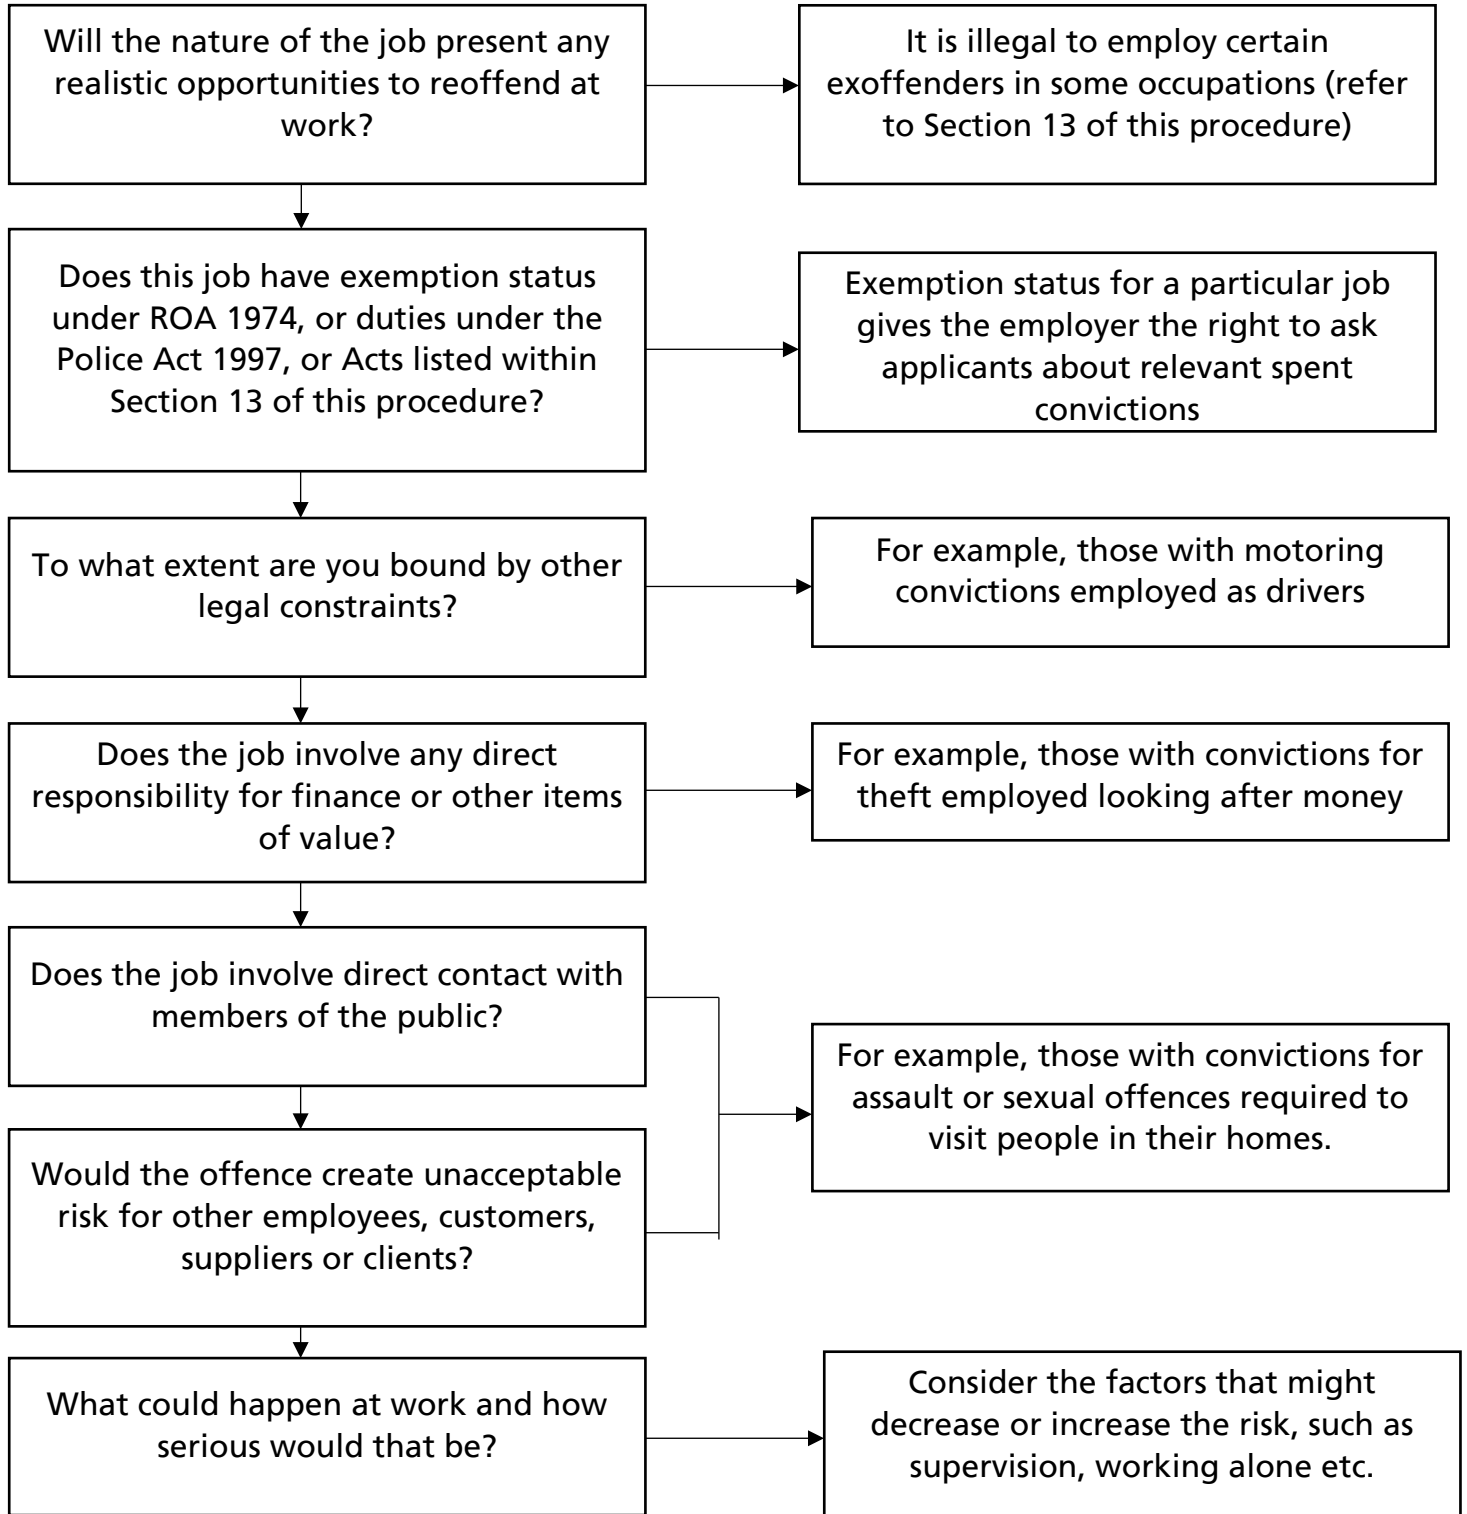 Will the nature of the job present any
realistic opportunities to reoffend at
work?
It is illegal to employ certain
exoffenders in some occupations (refer
to Section 13 of this procedure)
Does this job have exemption status
under ROA 1974, or duties under the
Police Act 1997, or Acts listed within
Section 13 of this procedure?
Exemption status for a particular job
gives the employer the right to ask
applicants about relevant spent
convictions
To what extent are you bound by other
legal constraints?
For example, those with motoring
convictions employed as drivers
Does the job involve any direct
responsibility for finance or other items
of value?
For example, those with convictions for
theft employed looking after money
Does the job involve direct contact with
members of the public?
Would the offence create unacceptable
risk for other employees, customers,
suppliers or clients?
For example, those with convictions for
assault or sexual offences required to
visit people in their homes.
What could happen at work and how
serious would that be?
Consider the factors that might
decrease or increase the risk, such as
supervision, working alone etc.